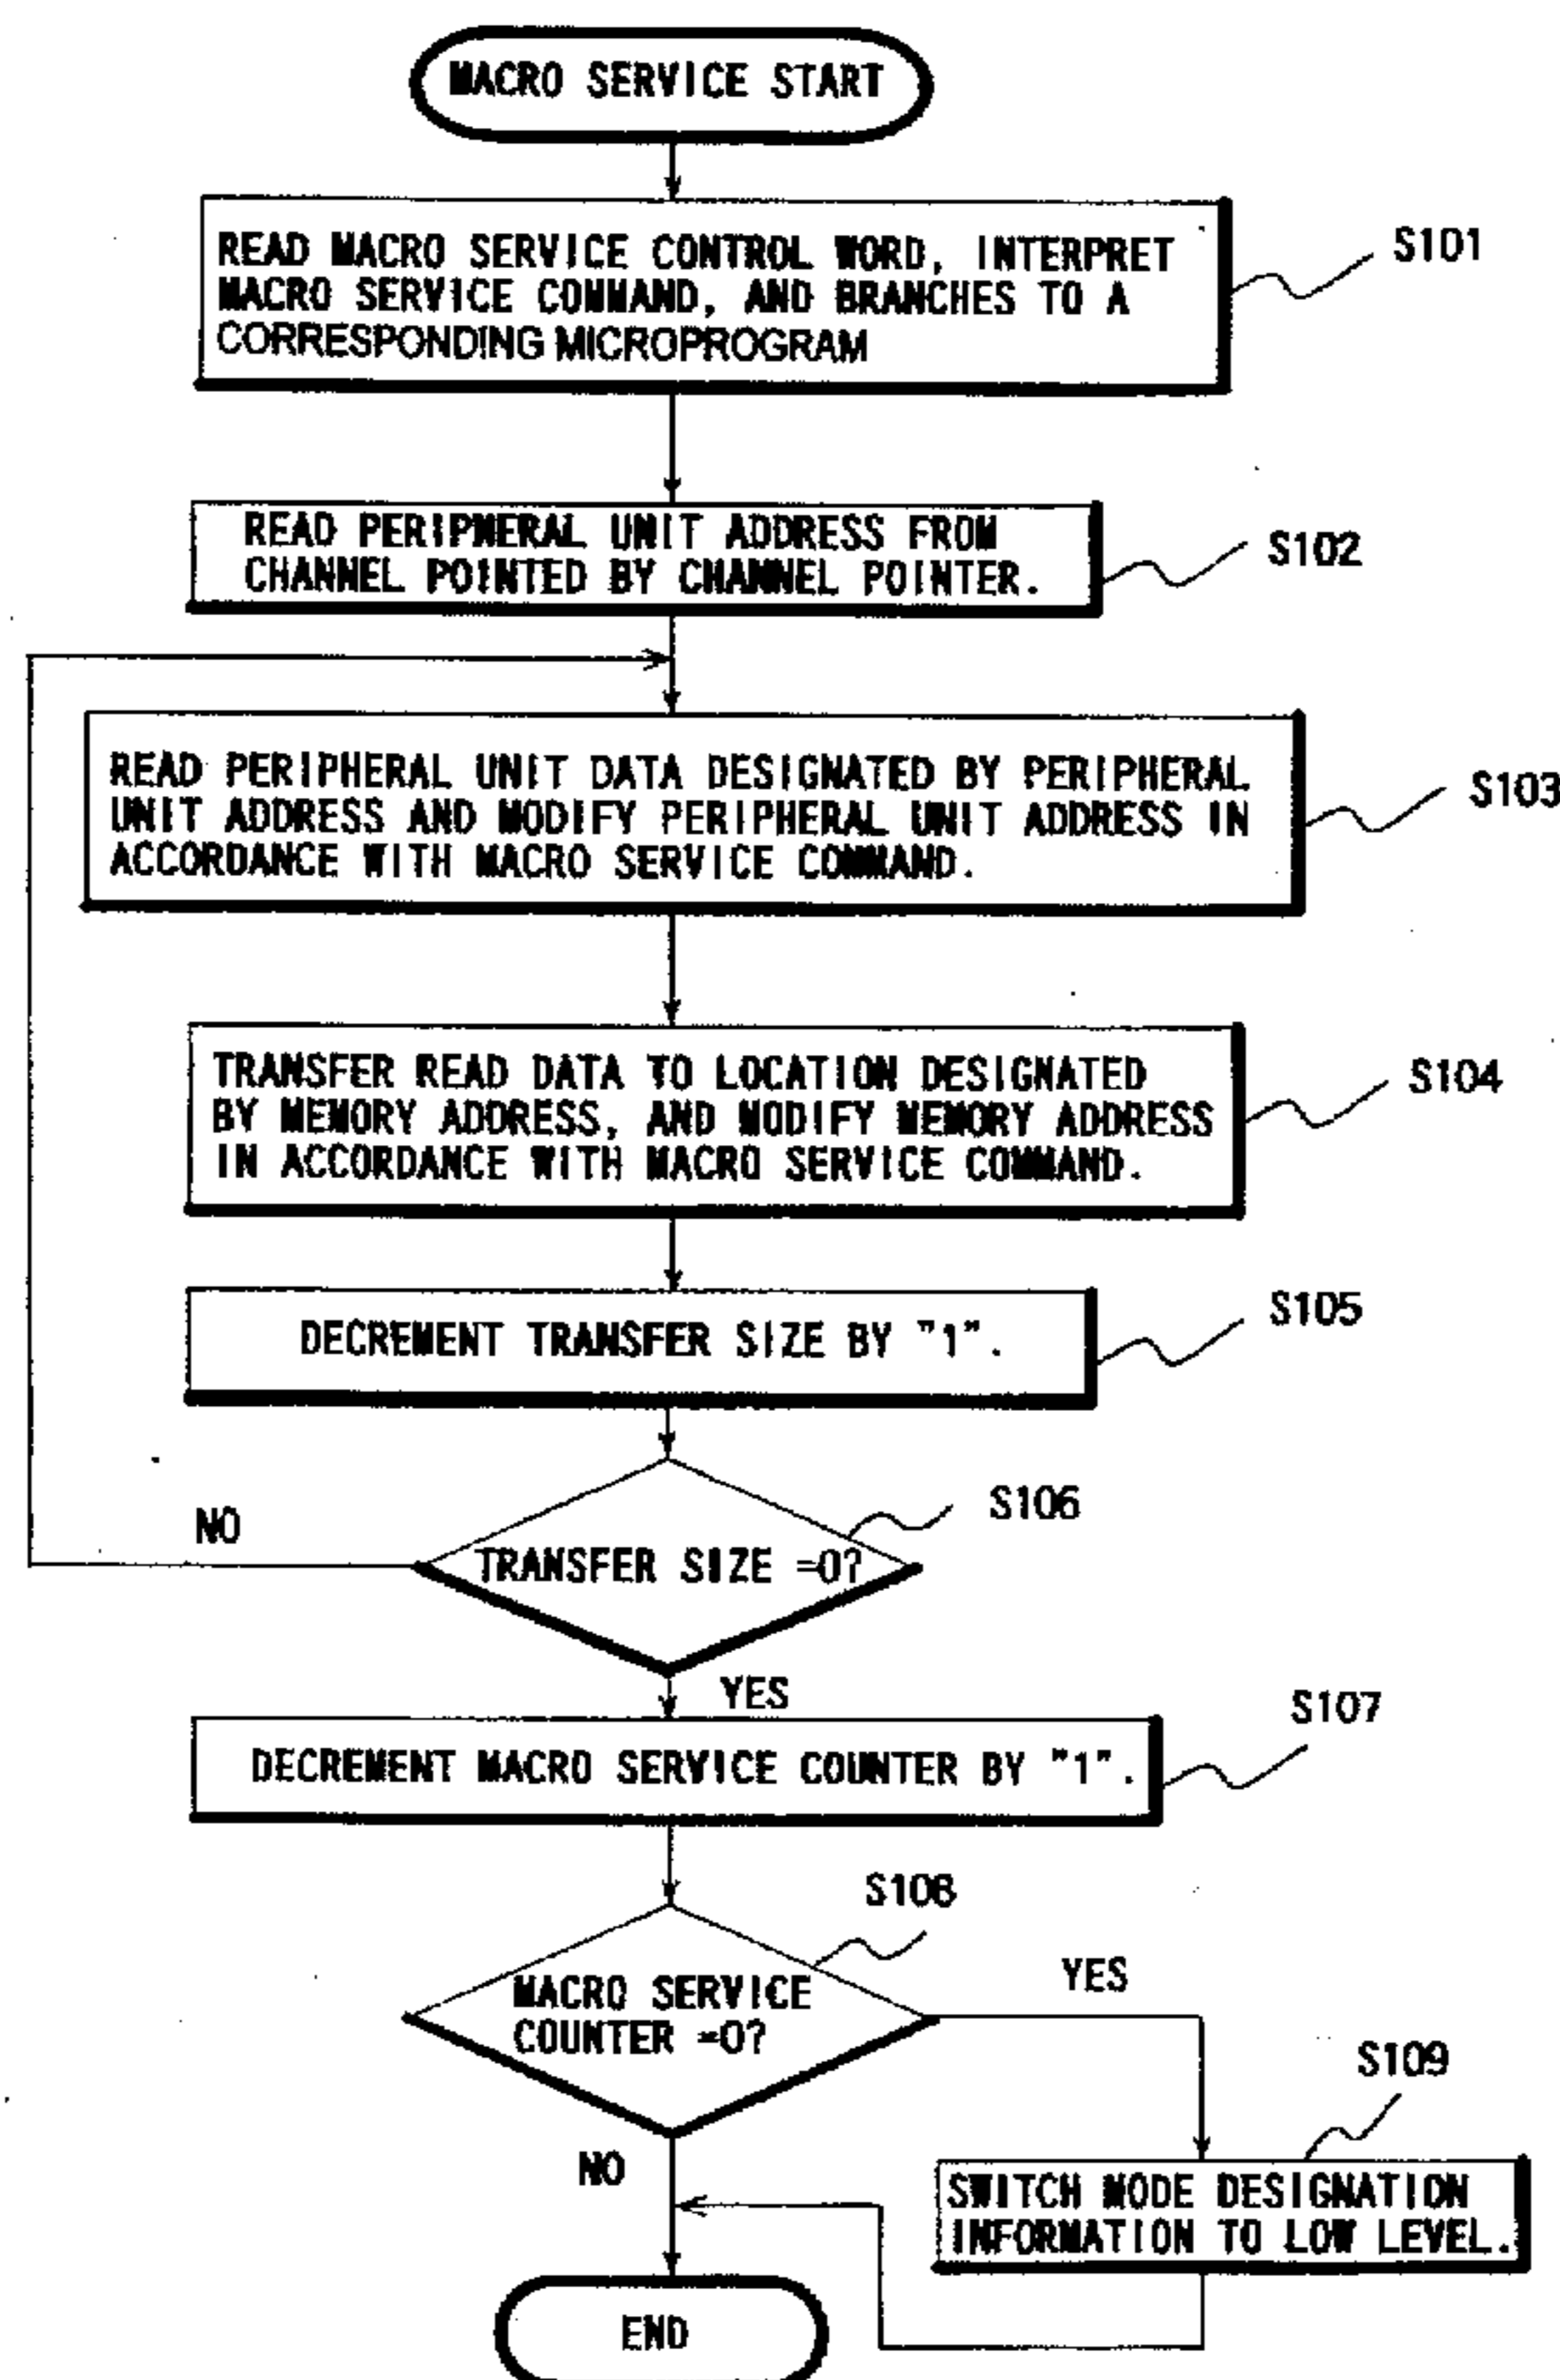 MACRO SERVICE START
READ MACRO SERVICE CONTROL WORD, INTERPRET
MACRO SERVICE COMMAND, AND BRANCHES TO A
CORRESPONDING MICROPROGRAM
S101
READ PERIPHERAL UNIT ADDRESS FROM
CHANNEL POINTED BY CHANNEL POINTER.
S102
READ PERIPHERAL UNIT DATA DESIGNATED BY PERIPHERAL
UNIT ADDRESS AND MODIFY PERIPHERAL UNIT ADDRESS IN
ACCORDANCE WITH MACRO SERVICE COMMAND.
S103
TRANSFER READ DATA TO LOCATION DESIGNATED
BY MEMORY ADDRESS, AND MODIFY MEMORY ADDRESS
IN ACCORDANCE WITH MACRO SERVICE COMMAND.
S104
DECREMENT TRANSFER SIZE BY "1".
S105
S106
NO
TRANSFER SIZE =0?
YES
S107
DECREMENT MACRO SERVICE COUNTER BY "1".
S108
MACRO SERVICE
COUNTER =0?
YES
S109
NO
SWITCH MODE DESIGNATION
INFORMATION TO LOW LEVEL.
END